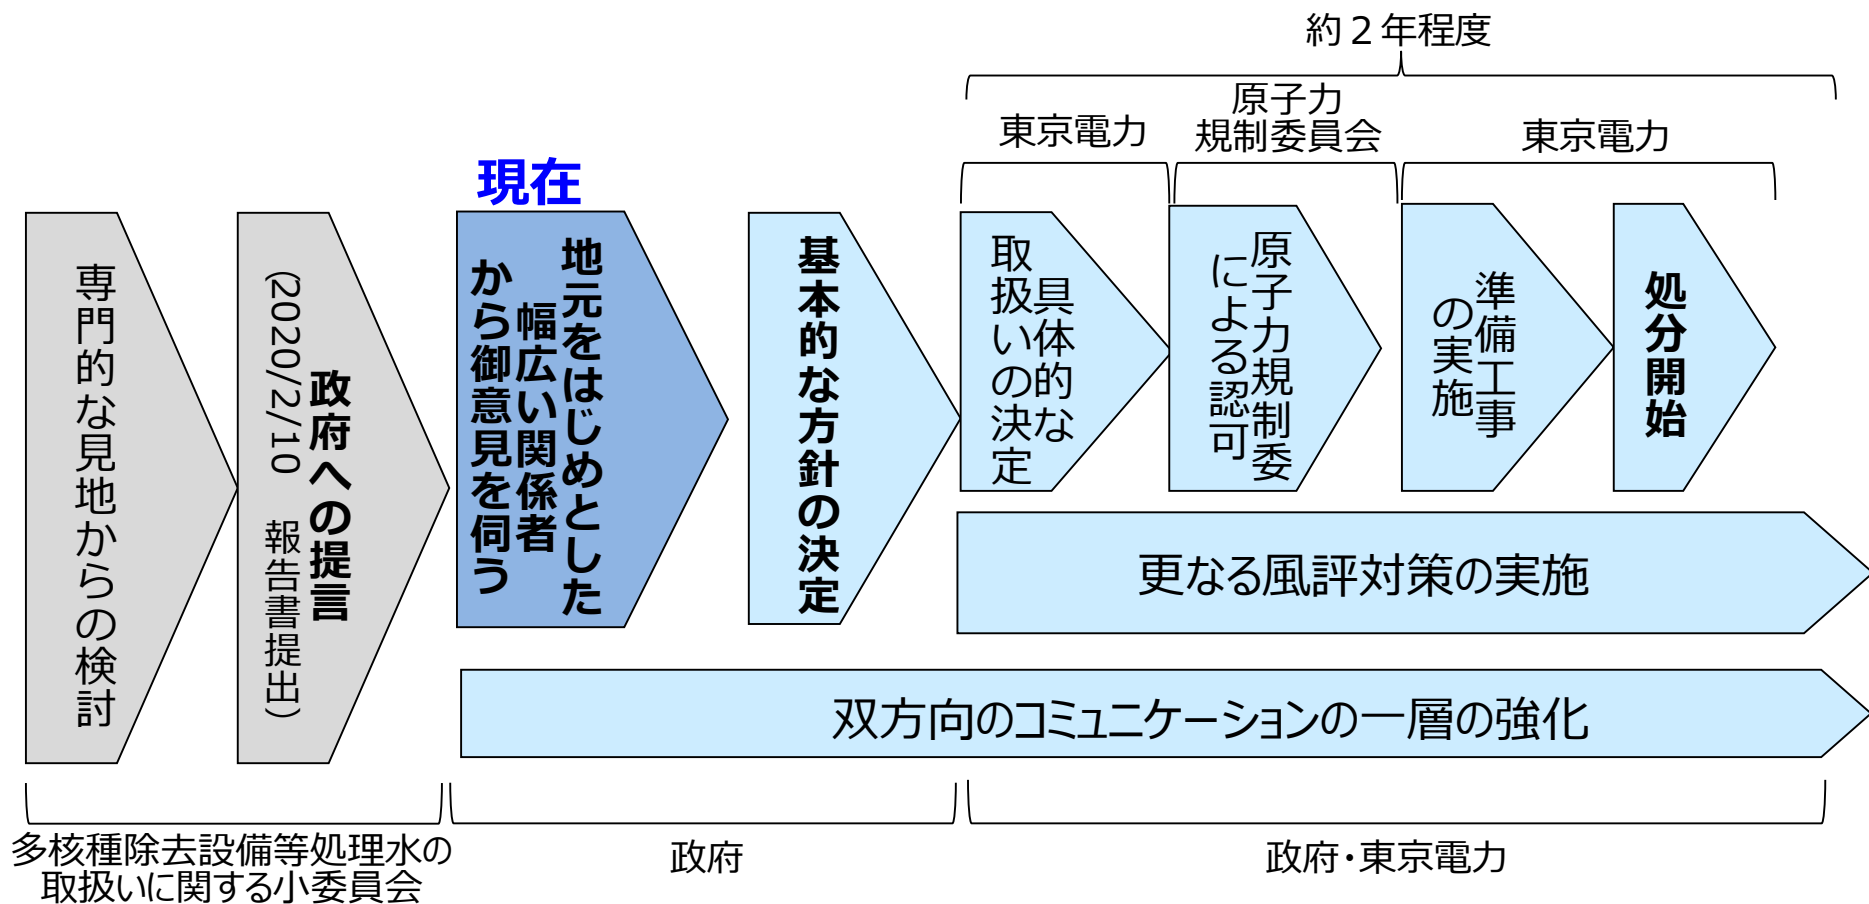 約２年程度
東京電力
原子力
規制委員会
東京電力
現在
専門的な見地からの検討
政府への提言
(2020/2/10　報告書提出)
地元をはじめとした
幅広い関係者
から御意見を伺う
基本的な方針の決定
具体的な
取扱いの決定
原子力規制委
による認可
準備工事
の実施
処分開始
更なる風評対策の実施
双方向のコミュニケーションの一層の強化
多核種除去設備等処理水の
取扱いに関する小委員会
政府
政府・東京電力